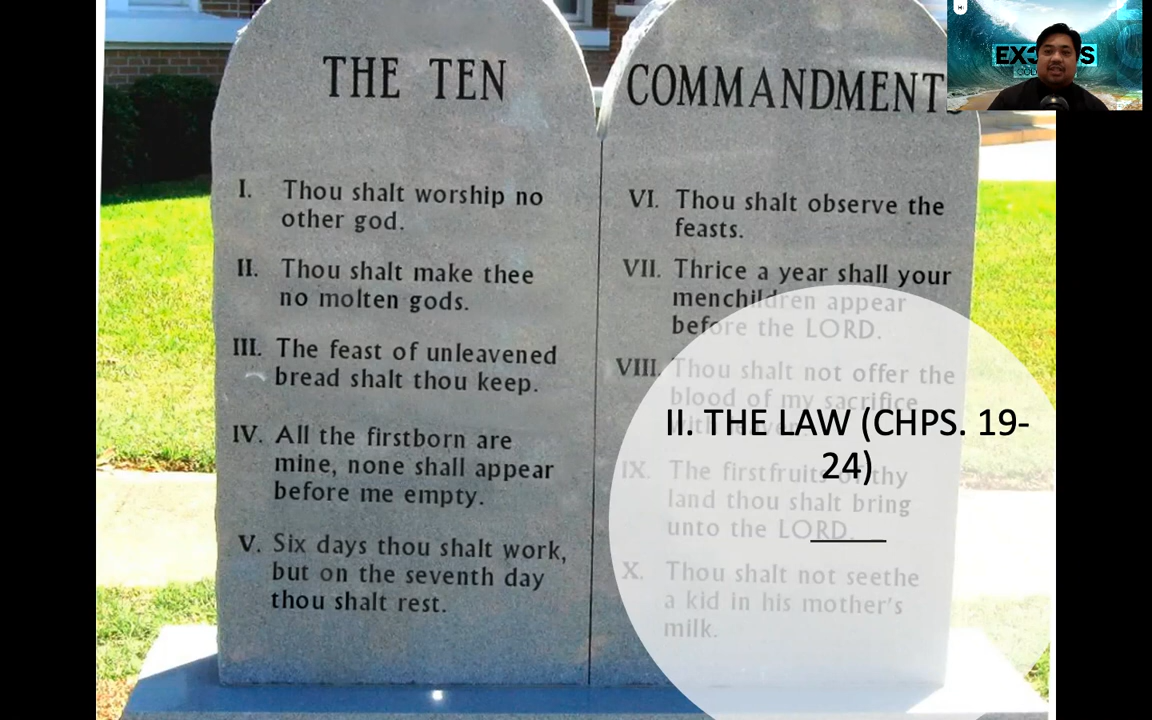 THE TEN
I. Thou shalt worship no
other god.
II. Thou shalt make thee
no molten gods.
III. The feast of unleavened
bread shalt thou keep.
IV. All the firstborn are
mine, none shall appear
before me empty.
V. Six days thou shalt work,
but on the seventh day
thou shalt rest.
COMMANDMENTS
VI. Thou shalt observe the
feasts.
VII. Thrice a year shall your
menchildren appear
before the LORD.
VIII. Thou shalt not offer the
blood of my sacrifice
with
IX. The firstfruits of thy
land thou shalt bring
unto the LORD.
X. Thou shalt not seethe
a kid in his mother's
milk.
II. THE LAW (CHPS. 19-
24)